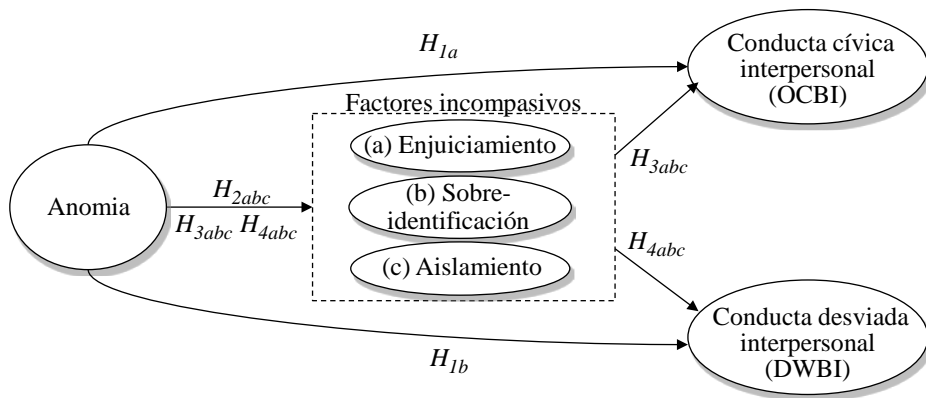 H1a
Conducta cívica
interpersonal
(OCBI)
Factores incompasivos
(a) Enjuiciamiento
H3abc
Anomia
H2abc
H3abc H4abc
(b) Sobre-
identificación
H4abc
(c) Aislamiento
Conducta desviada
interpersonal
(DWBI)
H1b